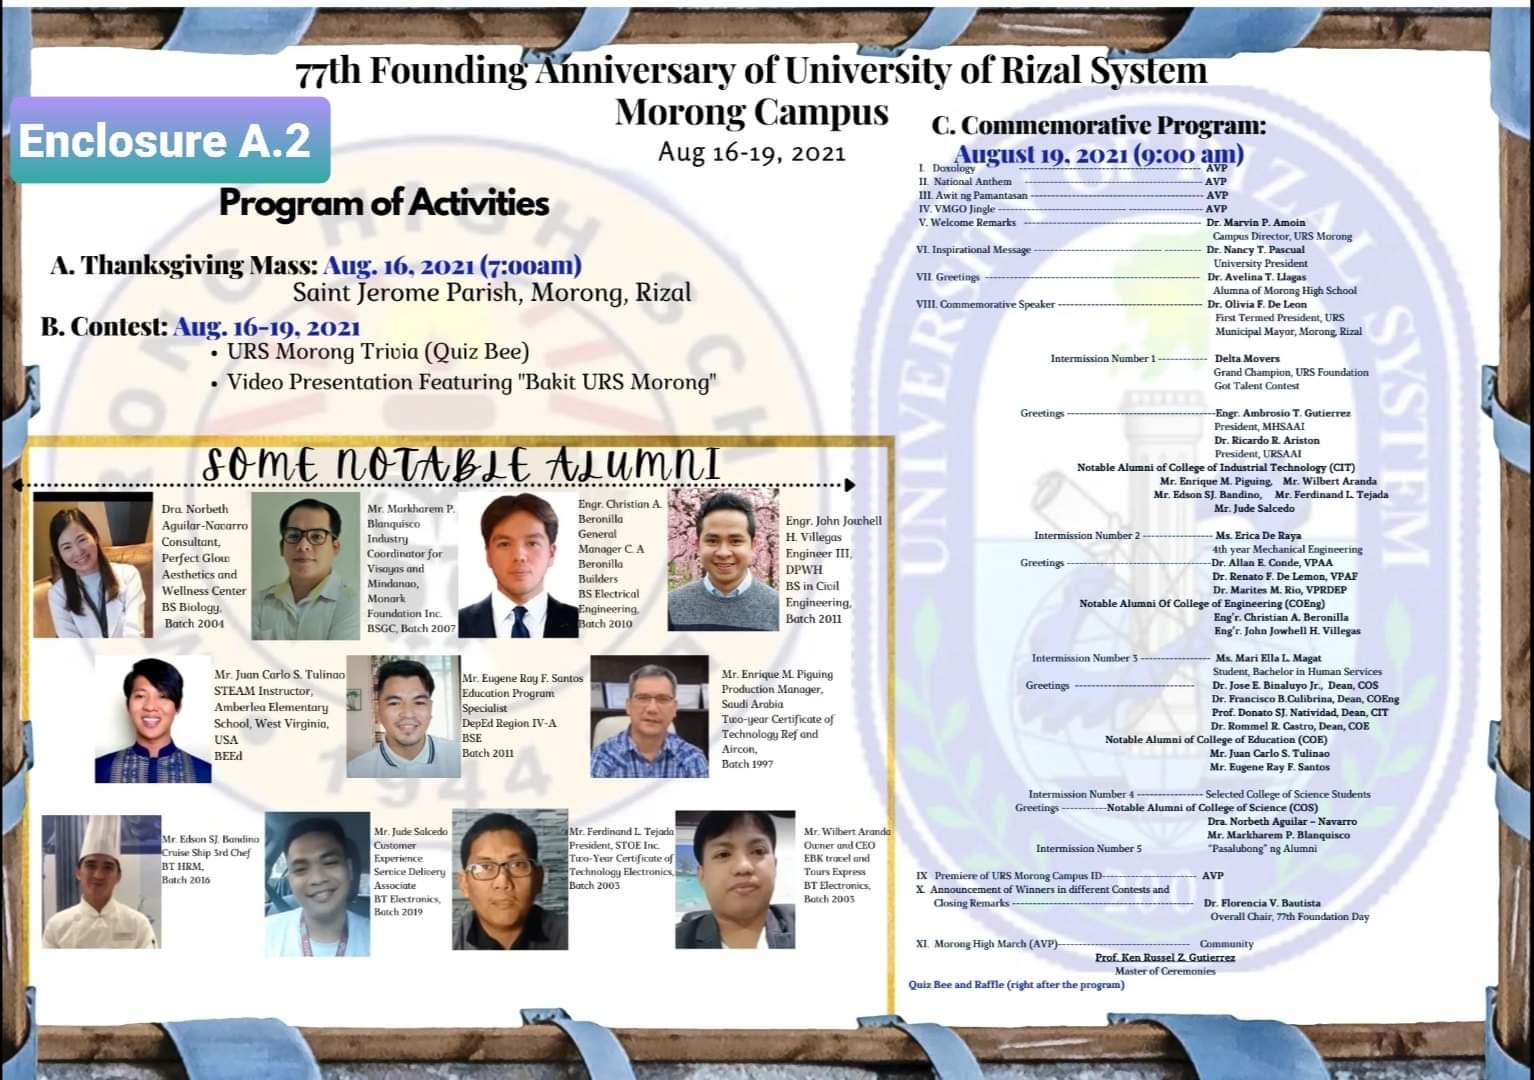 77th Founding Anniversary of University of Rizal System
Morong Campus
Aug 16-19, 2021
Enclosure A.2
Program of Activities
A. Thanksgiving Mass: Aug. 16, 2021 (7:00am)
Saint Jerome Parish, Morong, Rizal
B. Contest: Aug. 16-19, 2021
• URS Morong Trivia (Quiz Bee)
• Video Presentation Featuring "Bakit URS Morong"
SOME NOTABLE ALUMNI
Dra. Norbeth
Aguilar-Navarro
Consultant,
Perfect Glow
Aesthetics and
Wellness Center
BS Biology,
Batch 2004
Mr. Markharem P.
Blanquisco
Industry
Coordinator for
Visayas and
Mindanao,
Monark
Foundation Inc.
BSGC, Batch 2007
Engr. Christian A.
Beronilla
General
Manager C. A
Beronilla
Builders
BS Electrical
Engineering,
Batch 2010
Engr. John Jowhell
H. Villegas
Engineer III,
DPWH
BS in Civil
Engineering,
Batch 2011
Mr. Juan Carlo S. Tulinao
STEAM Instructor,
Amberlea Elementary
School, West Virginia,
USA
BEEd
Mr. Eugene Ray F. Santos
Education Program
Specialist
DepEd Region IV-A
BSE
Batch 2011
Mr. Enrique M. Piguing
Production Manager,
Saudi Arabia
Two-year Certificate of
Technology Ref and
Aircon,
Batch 1997
Mr. Edson SJ. Bandino
Cruise Ship 3rd Chef
BT HRM,
Batch 2016
Mr. Jude Salcedo
Customer
Experience
Service Delivery
Associate
BT Electronics,
Batch 2019
Mr. Ferdinand L. Tejada
President, STOE Inc.
Two-Year Certificate of
Technology Electronics,
Batch 2003
Mr. Wilbert Aranda
Owner and CEO
EBK travel and
Tours Express
BT Electronics,
Batch 2003
C. Commemorative Program:
August 19, 2021 (9:00 am)
I. Doxology ---------- AVP
II. National Anthem ---------- AVP
III. Awit ng Pamantasan ---------- AVP
IV. VMGO Jingle ---------- AVP
V. Welcome Remarks ---------- Dr. Marvin P. Amoin
Campus Director, URS Morong
VI. Inspirational Message ---------- Dr. Nancy T. Pascual
University President
VII. Greetings ---------- Dr. Avelina T. Llagas
Alumna of Morong High School
VIII. Commemorative Speaker ---------- Dr. Olivia F. De Leon
First Termed President, URS
Municipal Mayor, Morong, Rizal
Intermission Number 1 ---------- Delta Movers
Grand Champion, URS Foundation
Got Talent Contest
Greetings ---------- Engr. Ambrosio T. Gutierrez
President, MHSAAI
Dr. Ricardo R. Ariston
President, URSAAI
Notable Alumni of College of Industrial Technology (CIT)
Mr. Enrique M. Piguing, Mr. Wilbert Aranda
Mr. Edson SJ. Bandino, Mr. Ferdinand L. Tejada
Mr. Jude Salcedo
Intermission Number 2 ---------- Ms. Erica De Raya
4th year Mechanical Engineering
Greetings ---------- Dr. Allan E. Conde, VPAA
Dr. Renato F. De Lemon, VPAF
Dr. Marites M. Rio, VPRDEP
Notable Alumni Of College of Engineering (COEng)
Eng'r. Christian A. Beronilla
Eng'r. John Jowhell H. Villegas
Intermission Number 3 ---------- Ms. Mari Ella L. Magat
Student, Bachelor in Human Services
Greetings ---------- Dr. Jose E. Binaluyo Jr., Dean, COS
Dr. Francisco B.Culibrina, Dean, COEng
Prof. Donato SJ. Natividad, Dean, CIT
Dr. Rommel R. Castro, Dean, COE
Notable Alumni of College of Education (COE)
Mr. Juan Carlo S. Tulinao
Mr. Eugene Ray F. Santos
Intermission Number 4 ---------- Selected College of Science Students
Greetings ---------- Notable Alumni of College of Science (COS)
Dra. Norbeth Aguilar – Navarro
Mr. Markharem P. Blanquisco
Intermission Number 5 "Pasalubong" ng Alumni
IX Premiere of URS Morong Campus ID---------- AVP
X. Announcement of Winners in different Contests and
Closing Remarks ---------- Dr. Florencia V. Bautista
Overall Chair, 77th Foundation Day
XI. Morong High March (AVP)---------- Community
Prof. Ken Russel Z. Gutierrez
Master of Ceremonies
Quiz Bee and Raffle (right after the program)